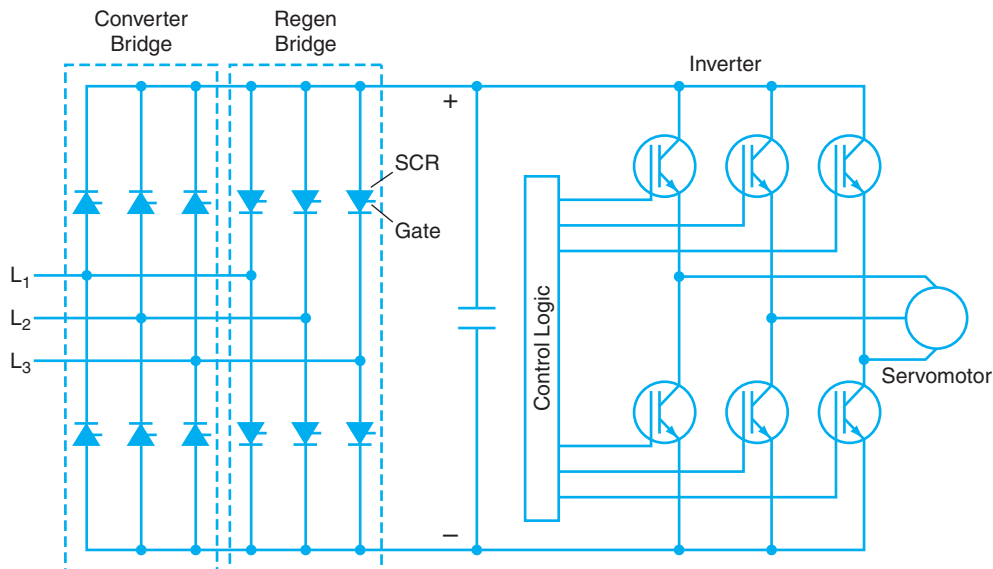 Converter
Bridge
Regen
Bridge
Inverter
+
SCR
Gate
L1
L2
L3
Control Logic
Servomotor
−